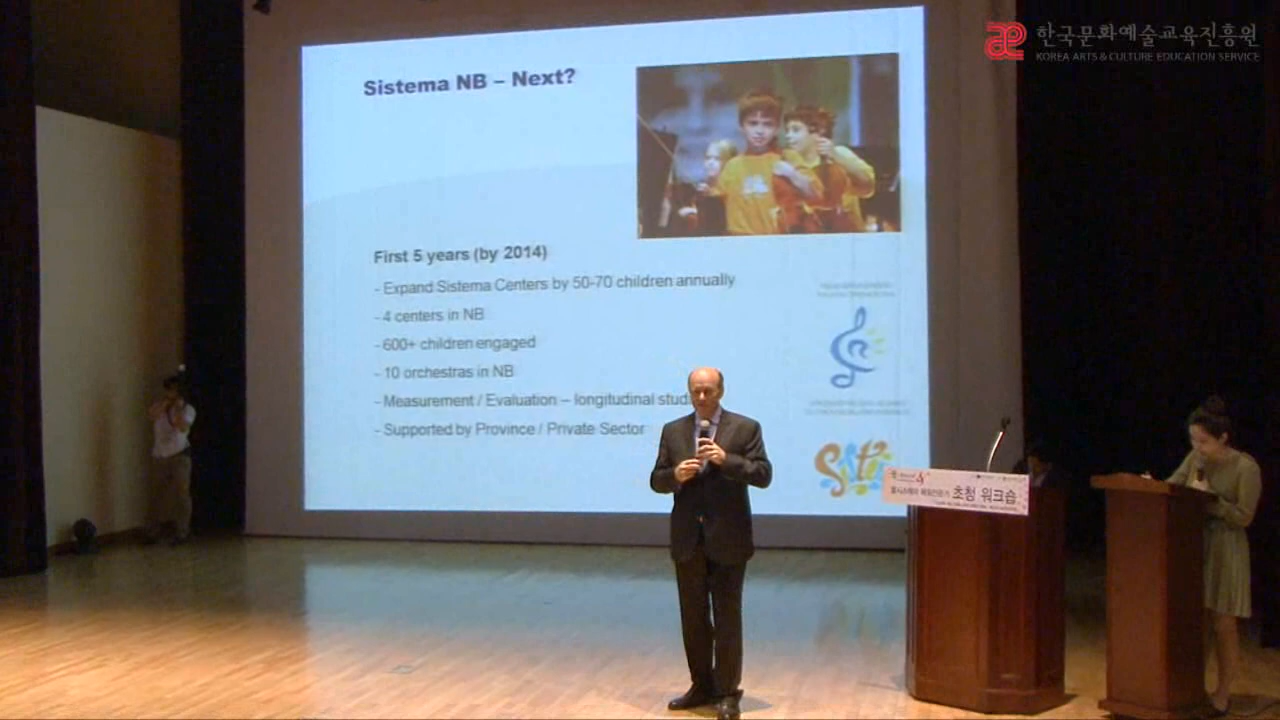 한국문화예술교육진흥원
KOREA ARTS & CULTURE EDUCATION SERVICE
Sistema NB – Next?
First 5 years (by 2014)
- Expand Sistema Centers by 50-70 children annually
- 4 centers in NB
- 600+ children engaged
- 10 orchestras in NB
- Measurement / Evaluation – longitudinal
- Supported by Province / Private Sector
초청 워크숍